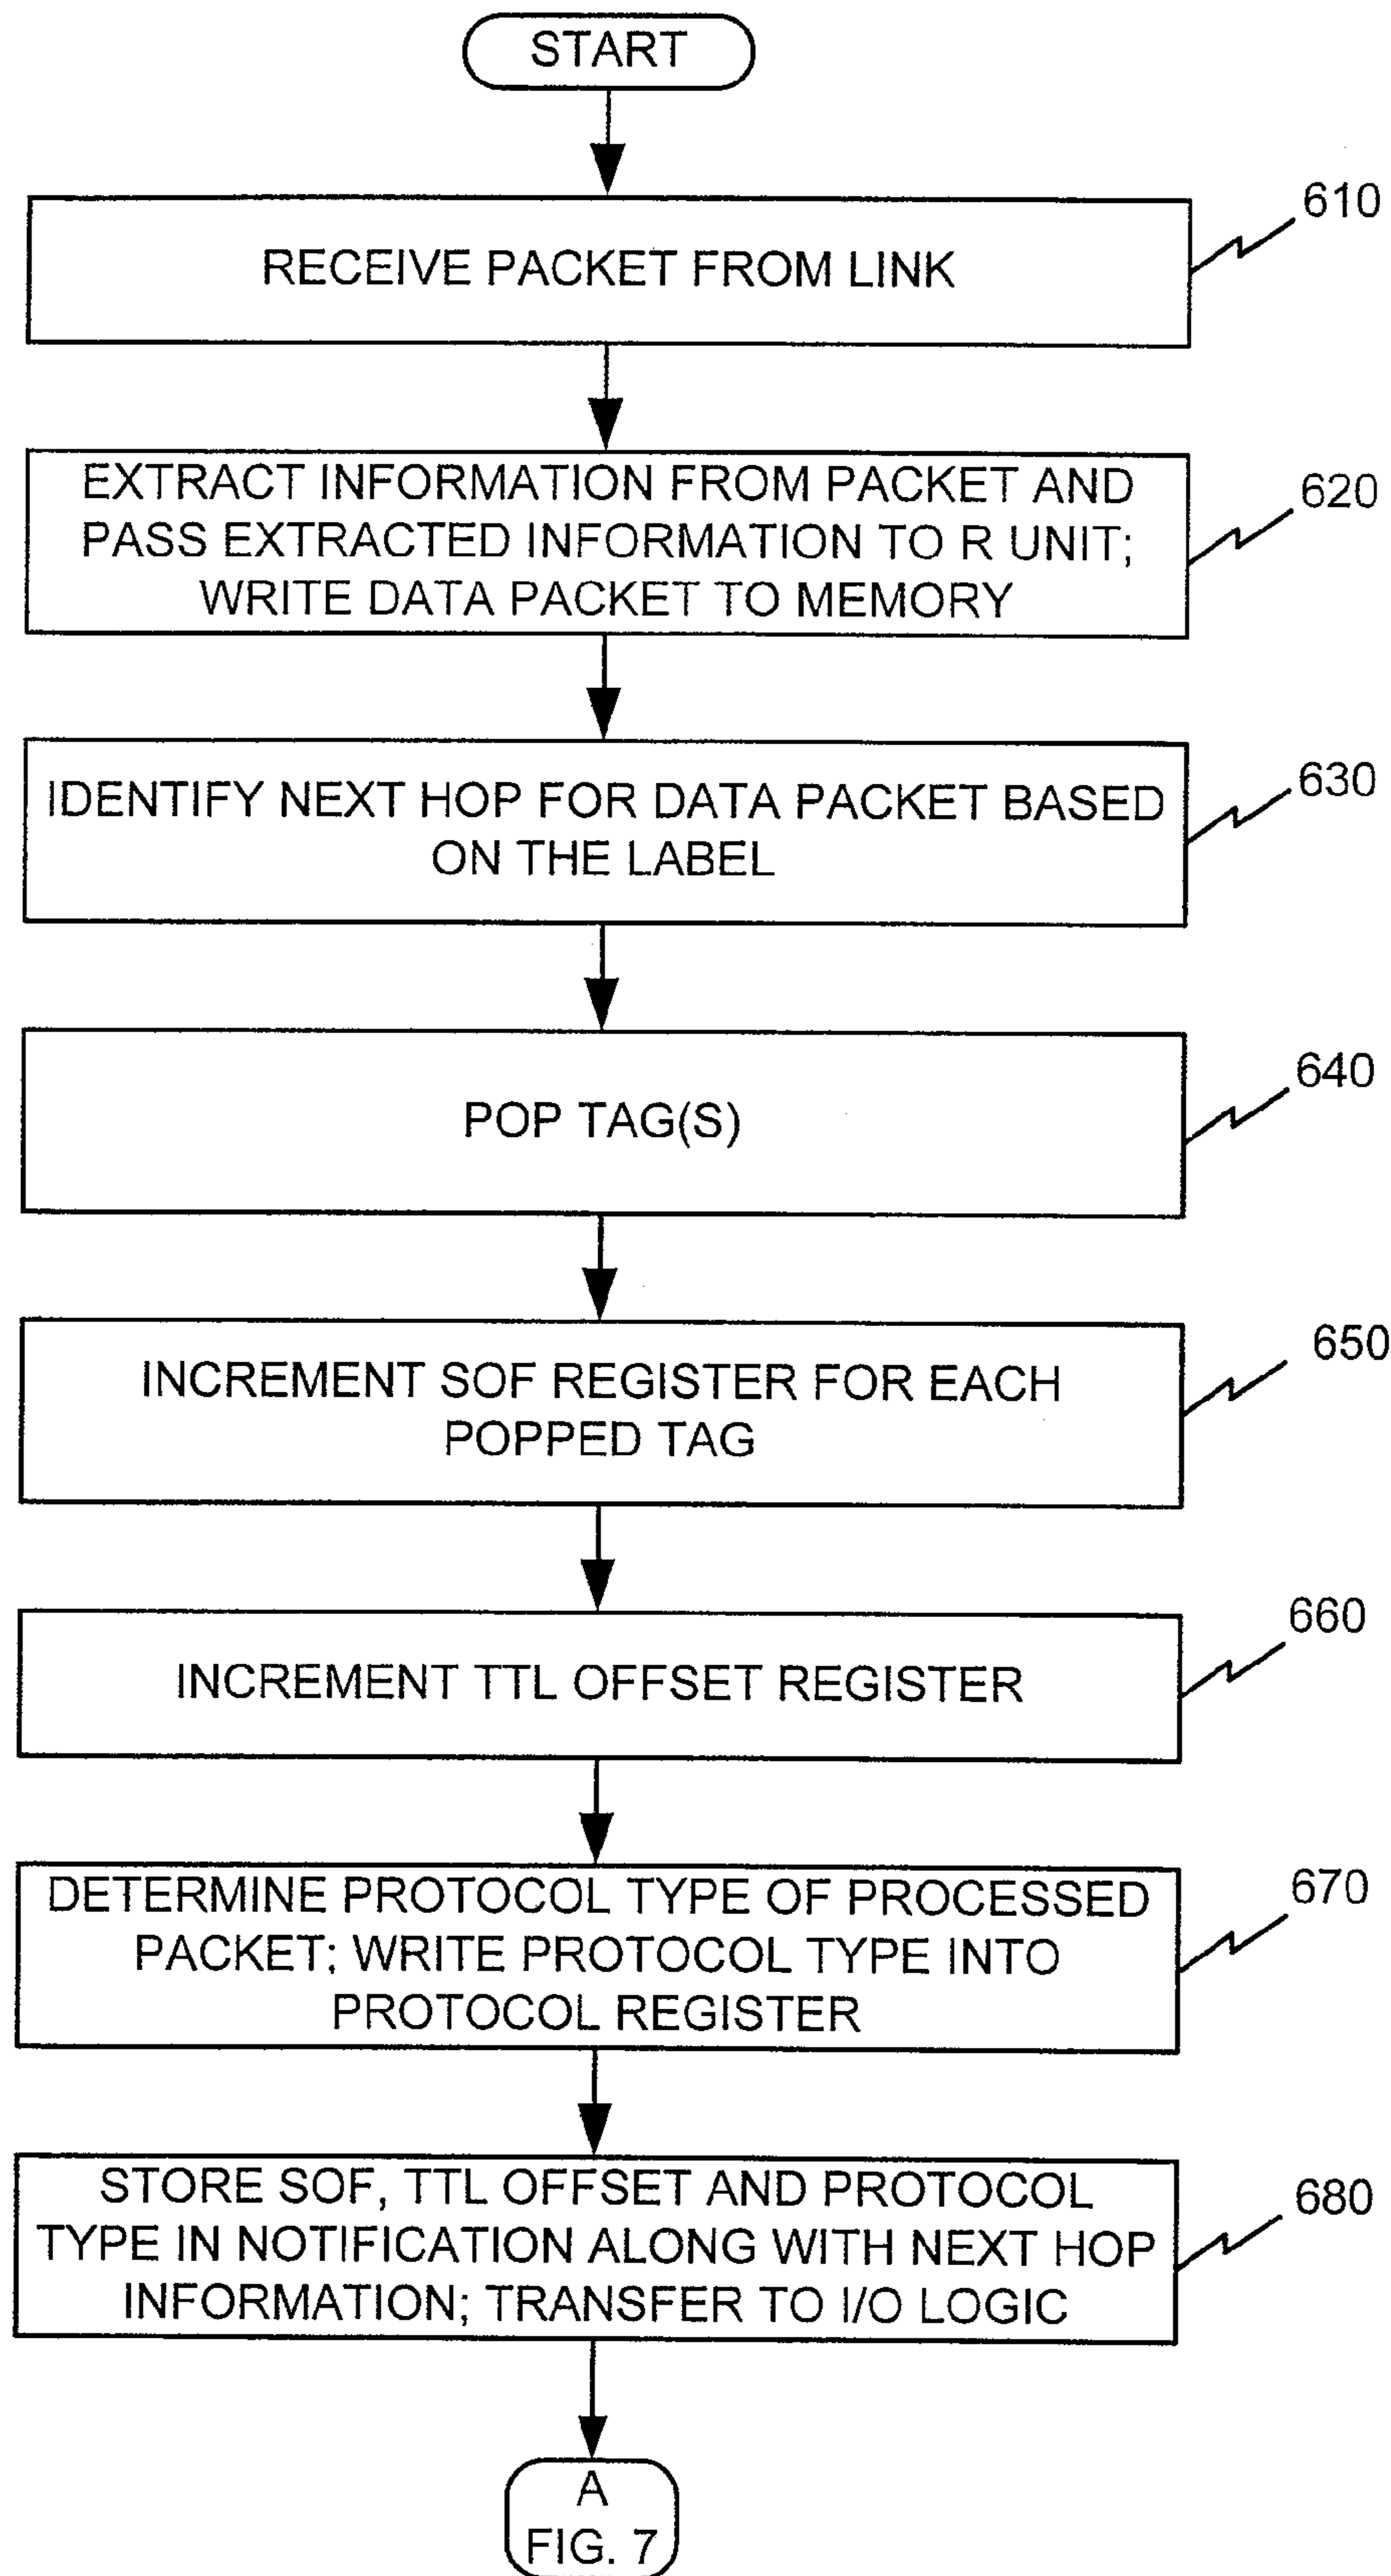 START
610
RECEIVE PACKET FROM LINK
620
EXTRACT INFORMATION FROM PACKET AND
PASS EXTRACTED INFORMATION TO R UNIT;
WRITE DATA PACKET TO MEMORY
630
IDENTIFY NEXT HOP FOR DATA PACKET BASED
ON THE LABEL
640
POP TAG(S)
650
INCREMENT SOF REGISTER FOR EACH
POPPED TAG
660
INCREMENT TTL OFFSET REGISTER
670
DETERMINE PROTOCOL TYPE OF PROCESSED
PACKET; WRITE PROTOCOL TYPE INTO
PROTOCOL REGISTER
680
STORE SOF, TTL OFFSET AND PROTOCOL
TYPE IN NOTIFICATION ALONG WITH NEXT HOP
INFORMATION; TRANSFER TO I/O LOGIC
A
FIG. 7